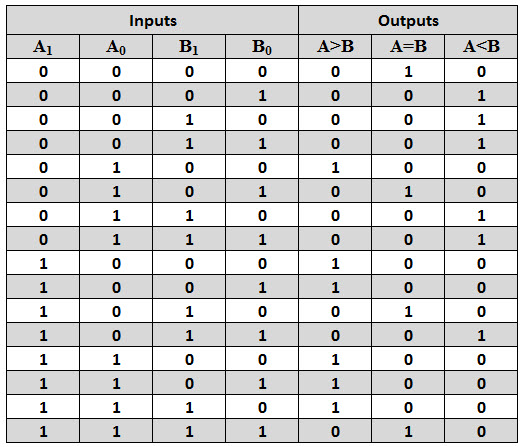 Inputs Outputs
A₁ A₀ B₁ B₀ A>B A=B A<B
0 0 0 0 0 1 0
0 0 0 1 0 0 1
0 0 1 0 0 0 1
0 0 1 1 0 0 1
0 1 0 0 1 0 0
0 1 0 1 0 1 0
0 1 1 0 0 0 1
0 1 1 1 0 0 1
1 0 0 0 1 0 0
1 0 0 1 1 0 0
1 0 1 0 0 1 0
1 0 1 1 0 0 1
1 1 0 0 1 0 0
1 1 0 1 1 0 0
1 1 1 0 1 0 0
1 1 1 1 0 1 0